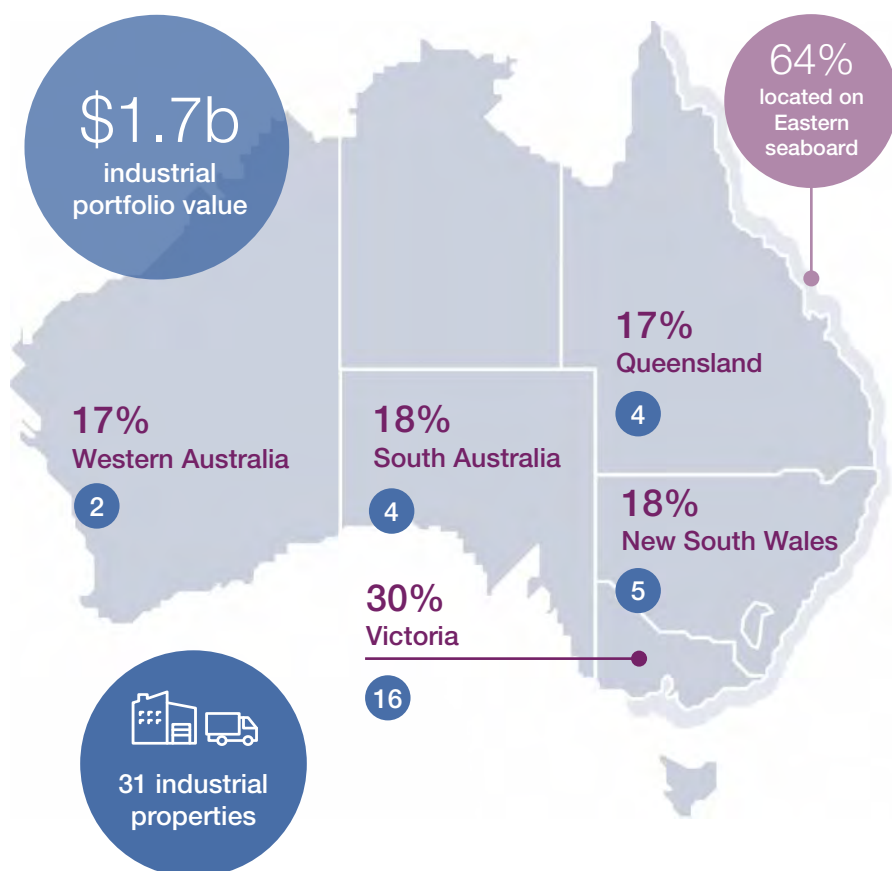 $1.7b
industrial
portfolio value
64%
located on
Eastern
seaboard
17%
Queensland
4
17%
Western Australia
2
18%
South Australia
4
18%
New South Wales
5
30%
Victoria
16
31 industrial
properties